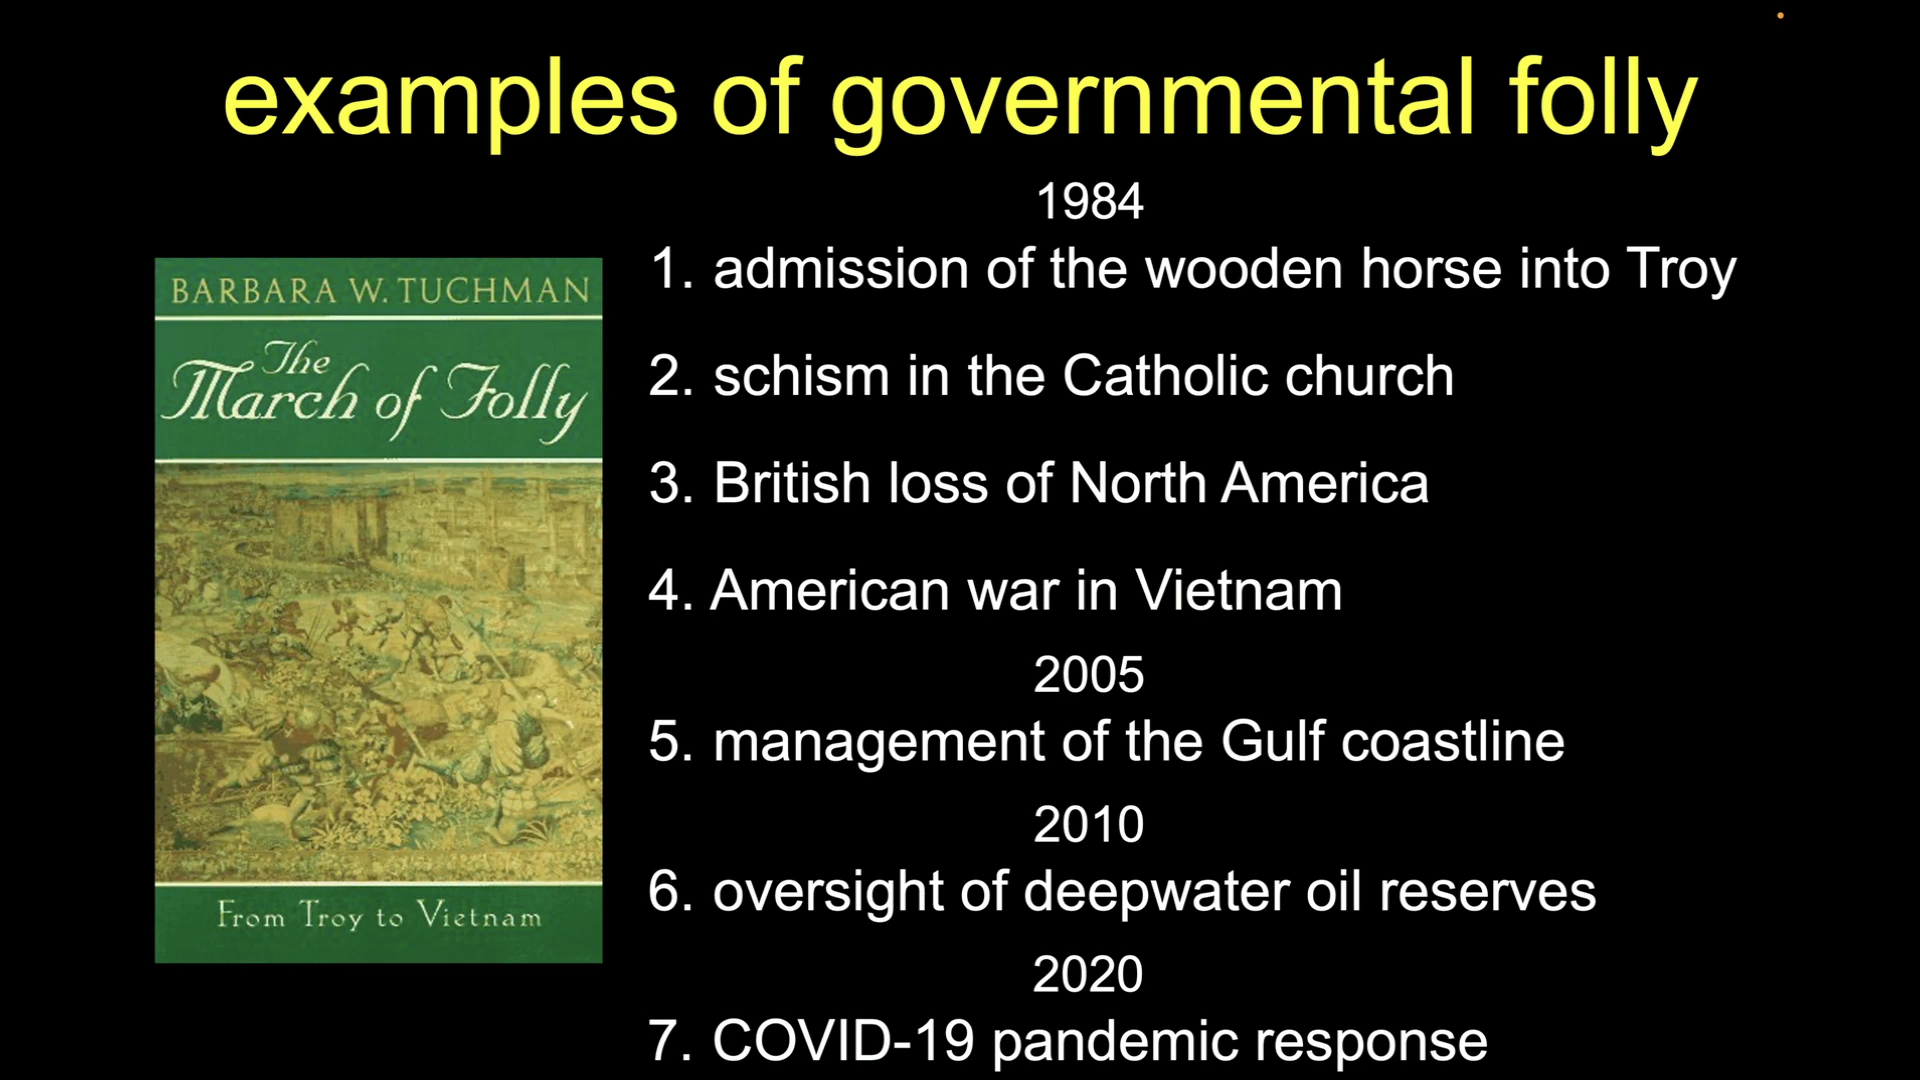 examples of governmental folly
1984
BARBARA W. TUCHMAN
The
March of Folly
From Troy to Vietnam
1. admission of the wooden horse into Troy
2. schism in the Catholic church
3. British loss of North America
4. American war in Vietnam
2005
5. management of the Gulf coastline
2010
6. oversight of deepwater oil reserves
2020
7. COVID-19 pandemic response